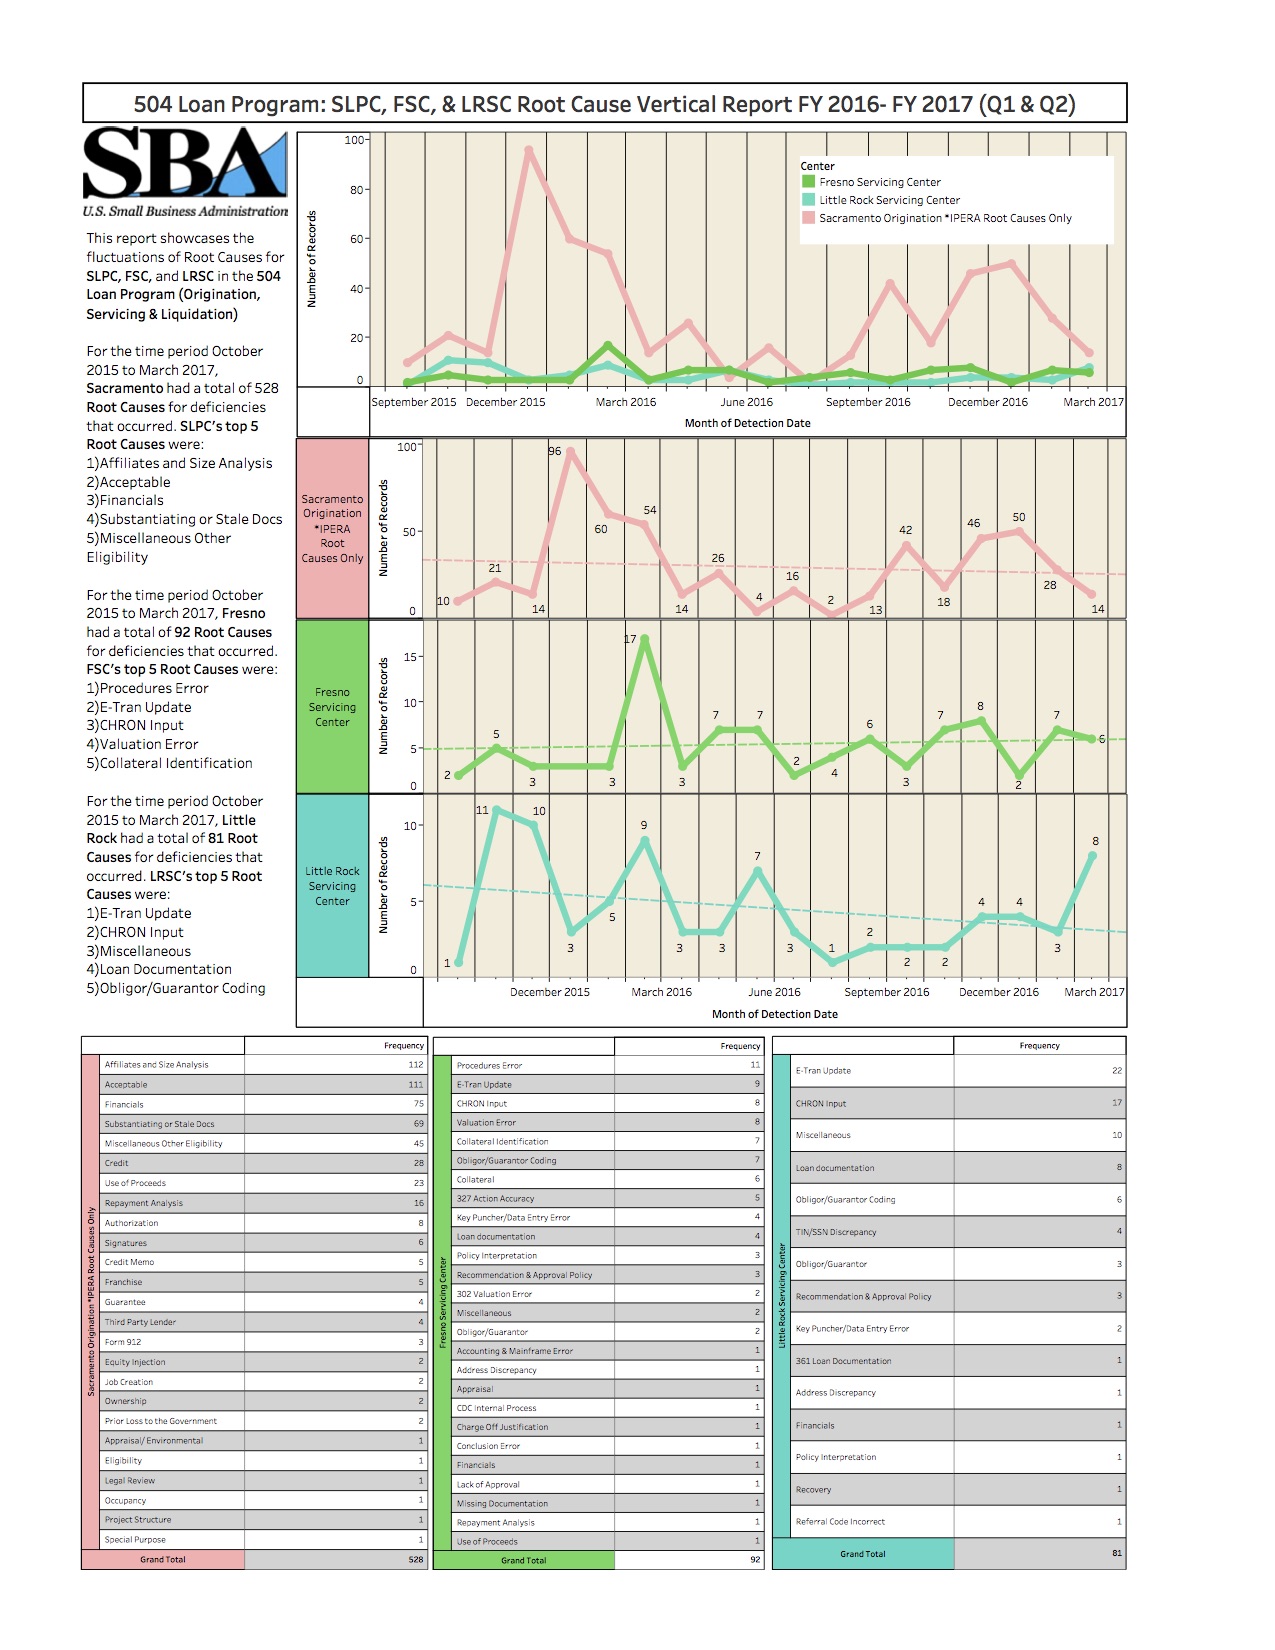 504 Loan Program: SLPC, FSC, & LRSC Root Cause Vertical Report FY 2016- FY 2017 (Q1 & Q2)
SBA
U.S. Small Business Administration
This report showcases the
fluctuations of Root Causes for
SLPC, FSC, and LRSC in the 504
Loan Program (Origination,
Servicing & Liquidation)
For the time period October
2015 to March 2017,
Sacramento had a total of 528
Root Causes for deficiencies
that occurred. SLPC's top 5
Root Causes were:
1)Affiliates and Size Analysis
2)Acceptable
3)Financials
4)Substantiating or Stale Docs
5)Miscellaneous Other
Eligibility
For the time period October
2015 to March 2017, Fresno
had a total of 92 Root Causes
for deficiencies that occurred.
FSC's top 5 Root Causes were:
1)Procedures Error
2)E-Tran Update
3)CHRON Input
4)Valuation Error
5)Collateral Identification
For the time period October
2015 to March 2017, Little
Rock had a total of 81 Root
Causes for deficiencies that
occurred. LRSC's top 5 Root
Causes were:
1)E-Tran Update
2)CHRON Input
3)Miscellaneous
4)Loan Documentation
5)Obligor/Guarantor Coding
Number of Records
100
80
60
40
20
0
Center
Fresno Servicing Center
Little Rock Servicing Center
Sacramento Origination *IPERA Root Causes Only
September 2015 December 2015 March 2016 June 2016 September 2016 December 2016 March 2017
Month of Detection Date
Sacramento
Origination
*IPERA
Root
Causes Only
Number of Records
100
50
0
10 21 14 96 60 54 14 26 4 16 2 13 42 18 46 50 28 14
Fresno
Servicing
Center
Number of Records
15
10
5
0
2 5 3 3 17 3 7 7 2 4 6 3 7 8 2 7 6
Little Rock
Servicing
Center
Number of Records
10
5
0
1 11 10 3 5 9 3 3 7 3 1 2 2 2 4 4 3 8
December 2015 March 2016 June 2016 September 2016 December 2016 March 2017
Month of Detection Date
Sacramento Origination *IPERA Root Causes Only
Frequency
Affiliates and Size Analysis 112
Acceptable 111
Financials 75
Substantiating or Stale Docs 69
Miscellaneous Other Eligibility 45
Credit 28
Use of Proceeds 23
Repayment Analysis 16
Authorization 8
Signatures 6
Credit Memo 5
Franchise 5
Guarantee 4
Third Party Lender 4
Form 912 3
Equity Injection 2
Job Creation 2
Ownership 2
Prior Loss to the Government 2
Appraisal/ Environmental 1
Eligibility 1
Legal Review 1
Occupancy 1
Project Structure 1
Special Purpose 1
Grand Total 528
Fresno Servicing Center
Frequency
Procedures Error 11
E-Tran Update 9
CHRON Input 8
Valuation Error 8
Collateral Identification 7
Obligor/Guarantor Coding 7
Collateral 6
327 Action Accuracy 5
Key Puncher/Data Entry Error 4
Loan documentation 4
Policy Interpretation 3
Recommendation & Approval Policy 3
302 Valuation Error 2
Miscellaneous 2
Obligor/Guarantor 2
Accounting & Mainframe Error 1
Address Discrepancy 1
Appraisal 1
CDC Internal Process 1
Charge Off Justification 1
Conclusion Error 1
Financials 1
Lack of Approval 1
Missing Documentation 1
Repayment Analysis 1
Use of Proceeds 1
Grand Total 92
Little Rock Servicing Center
Frequency
E-Tran Update 22
CHRON Input 17
Miscellaneous 10
Loan documentation 8
Obligor/Guarantor Coding 6
TIN/SSN Discrepancy 4
Obligor/Guarantor 3
Recommendation & Approval Policy 3
Key Puncher/Data Entry Error 2
361 Loan Documentation 1
Address Discrepancy 1
Financials 1
Policy Interpretation 1
Recovery 1
Referral Code Incorrect 1
Grand Total 81